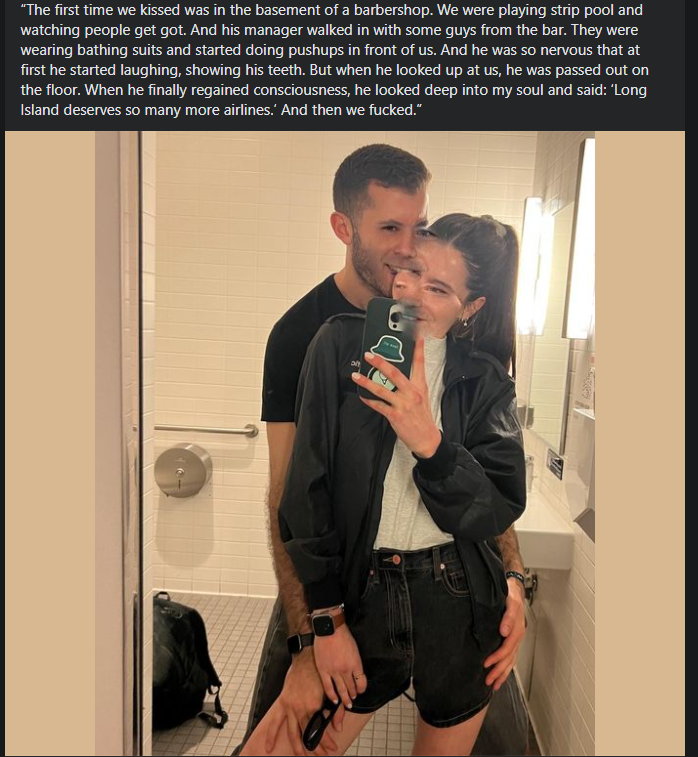 “The first time we kissed was in the basement of a barbershop. We were playing strip pool and
watching people get got. And his manager walked in with some guys from the bar. They were
wearing bathing suits and started doing pushups in front of us. And he was so nervous that at
first he started laughing, showing his teeth. But when he looked up at us, he was passed out on
the floor. When he finally regained consciousness, he looked deep into my soul and said: ‘Long
Island deserves so many more airlines.’ And then we fucked.”